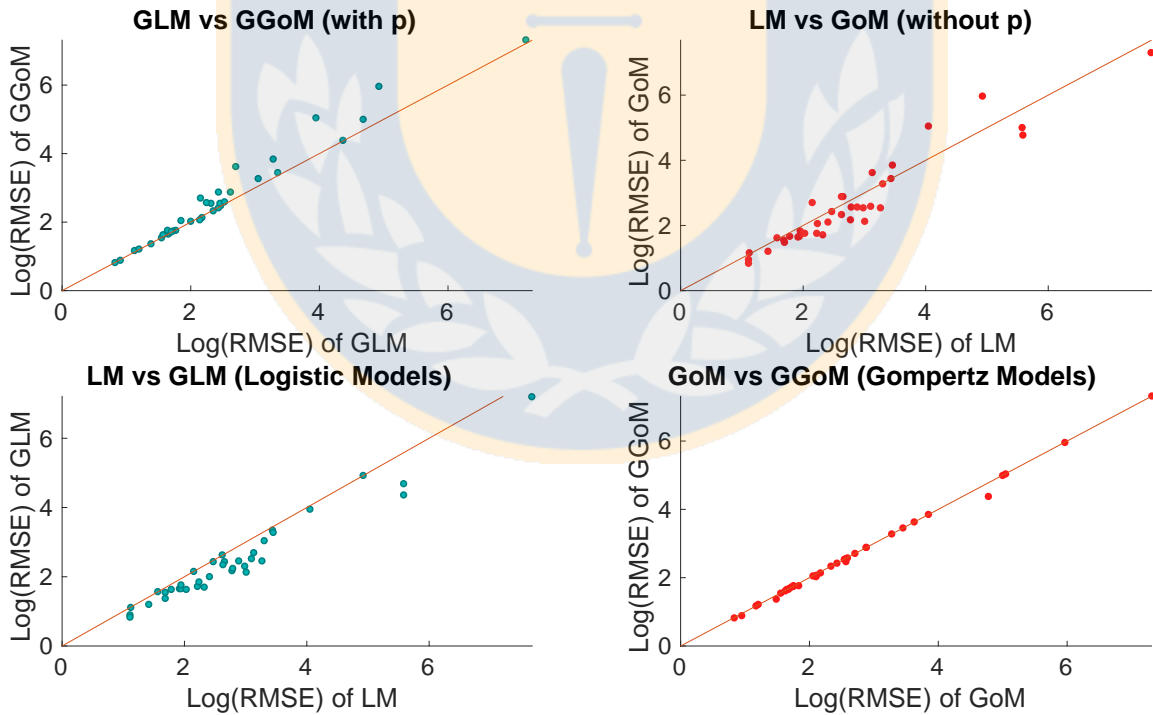 GLM vs GGoM (with p)
Log(RMSE) of GGoM
6
4
2
0
0 2 4 6
Log(RMSE) of GLM
LM vs GoM (without p)
Log(RMSE) of GoM
6
4
2
0
0 2 4 6
Log(RMSE) of LM
LM vs GLM (Logistic Models)
Log(RMSE) of GLM
6
4
2
0
0 2 4 6
Log(RMSE) of LM
GoM vs GGoM (Gompertz Models)
Log(RMSE) of GGoM
6
4
2
0
0 2 4 6
Log(RMSE) of GoM